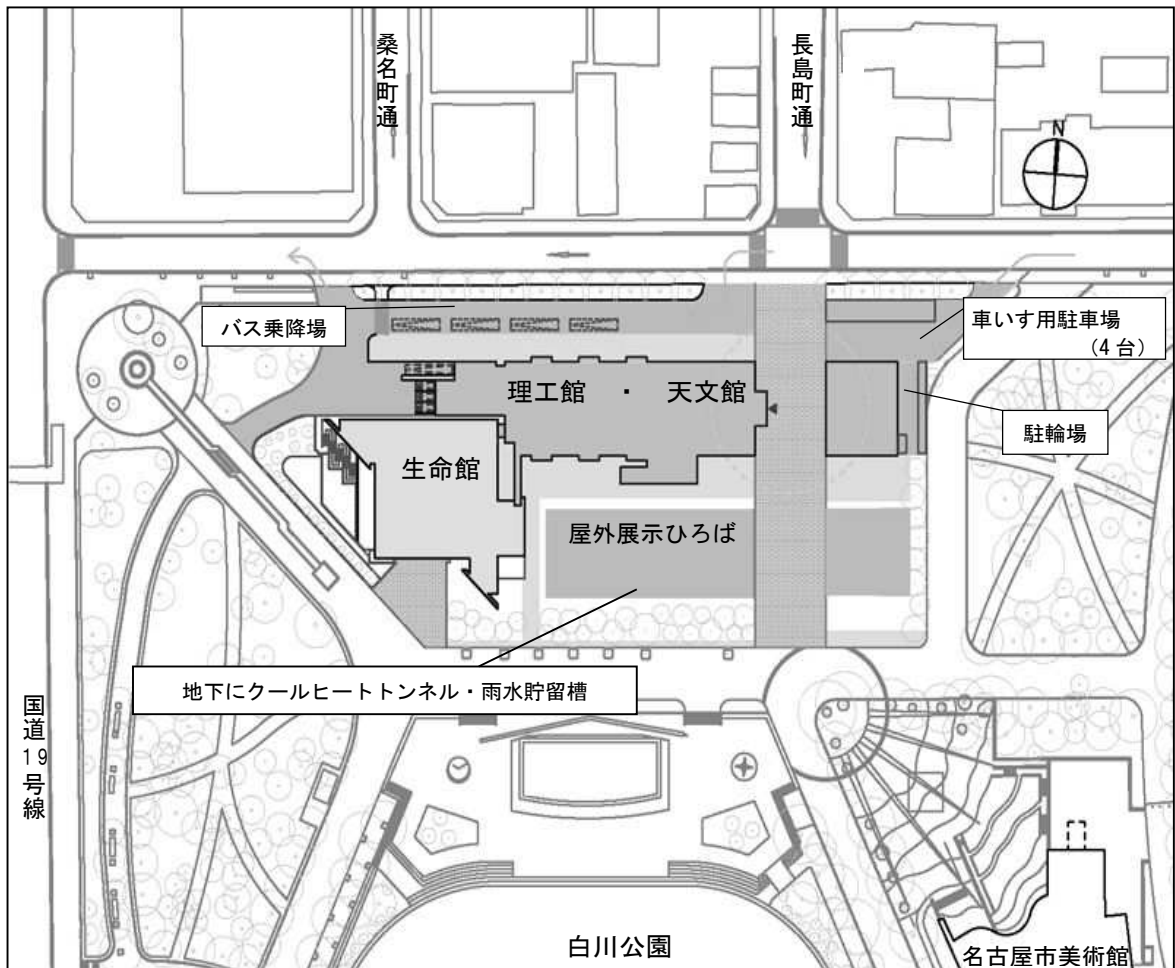 桑名町通
長島町通
N
バス乗降場
車いす用駐車場
(4台)
理工館 ・ 天文館
駐輪場
生命館
屋外展示ひろば
地下にクールヒートトンネル・雨水貯留槽
国道19号線
白川公園
名古屋市美術館